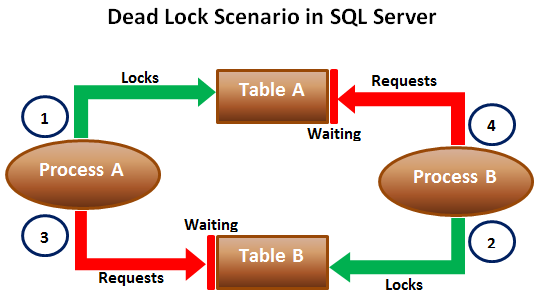 Dead Lock Scenario in SQL Server
Locks
Table A
Requests
1
Waiting
4
Process A
Process B
3
Waiting
2
Table B
Requests
Locks